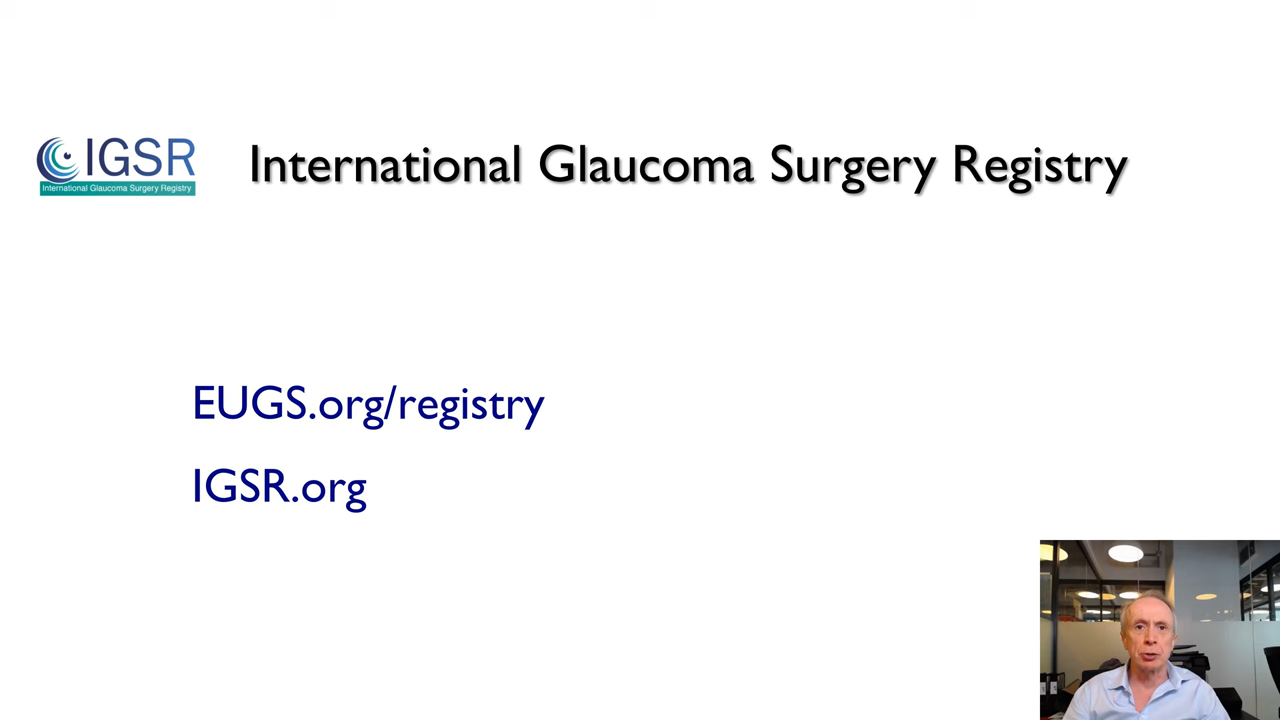 IGSR
International Glaucoma Surgery Registry
International Glaucoma Surgery Registry
EUGS.org/registry
IGSR.org